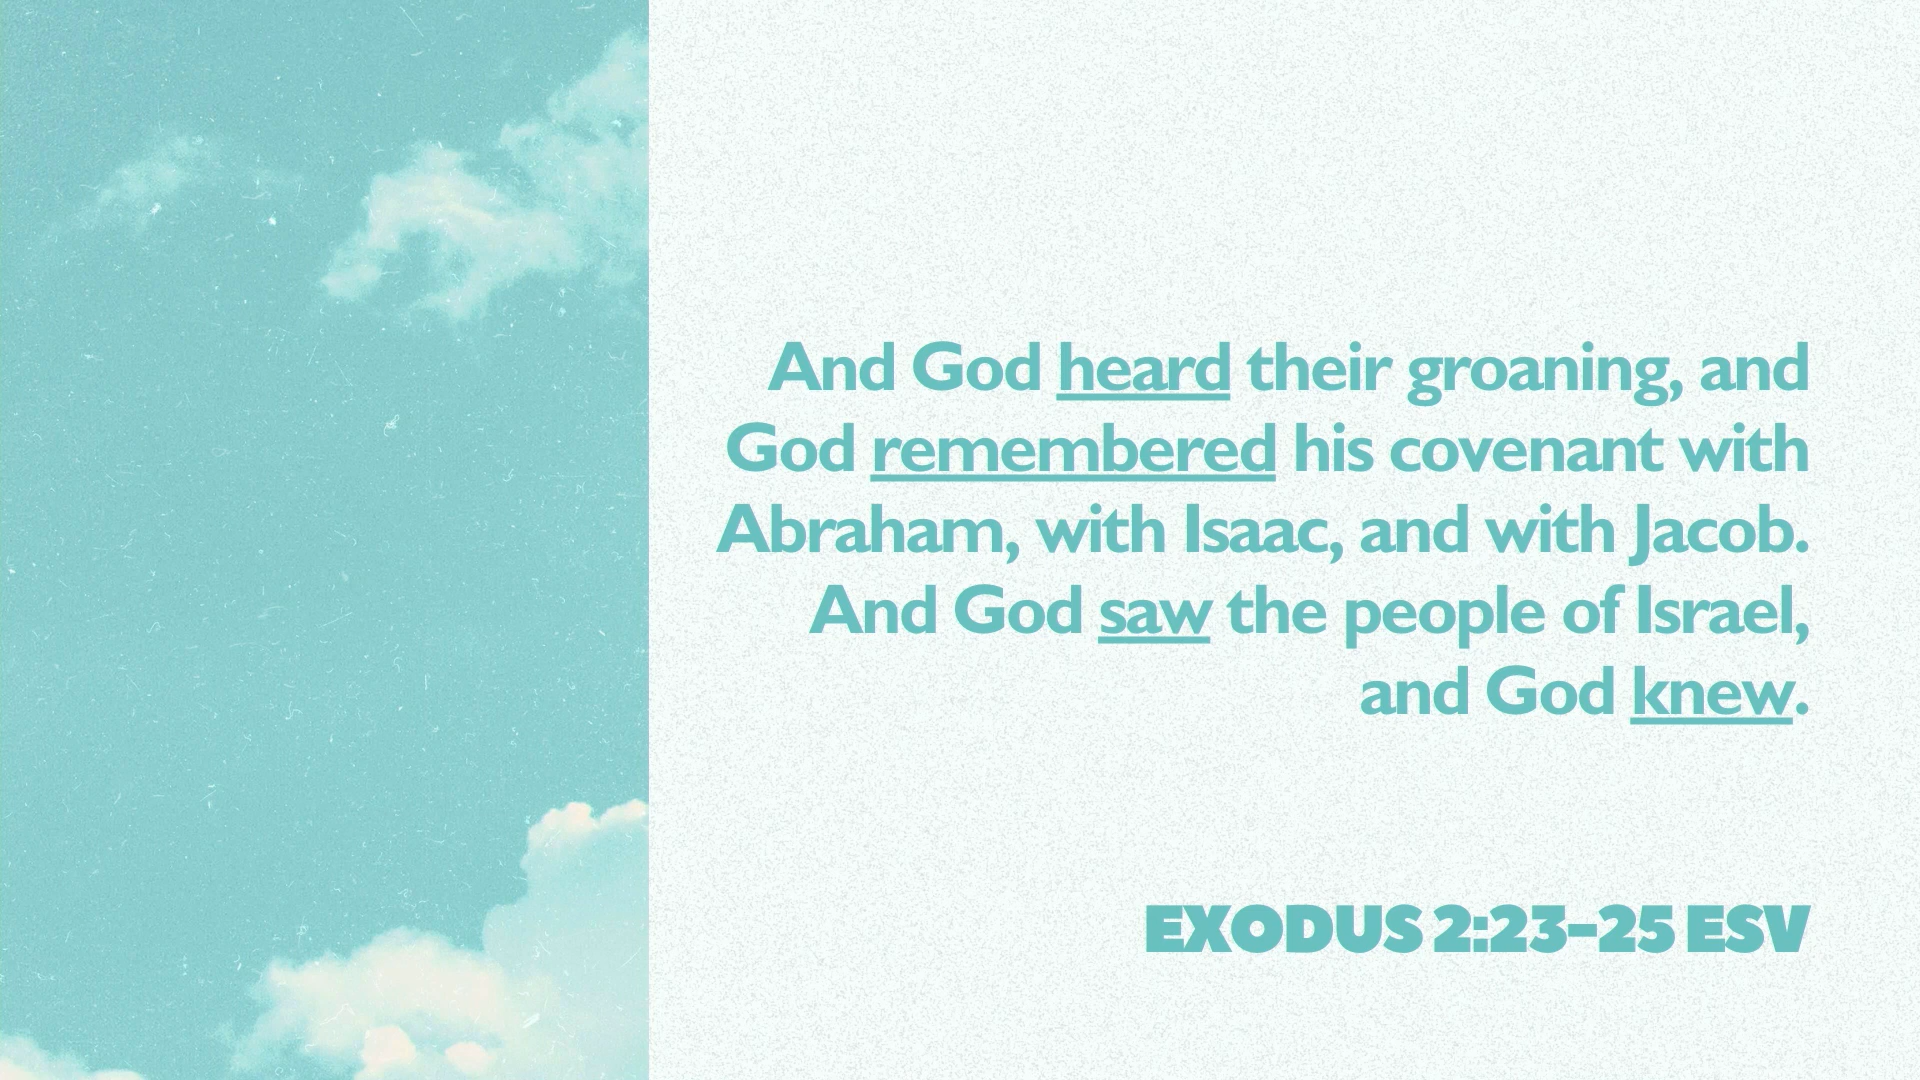 And God heard their groaning, and
God remembered his covenant with
Abraham, with Isaac, and with Jacob.
And God saw the people of Israel,
and God knew.
EXODUS 2:23–25 ESV